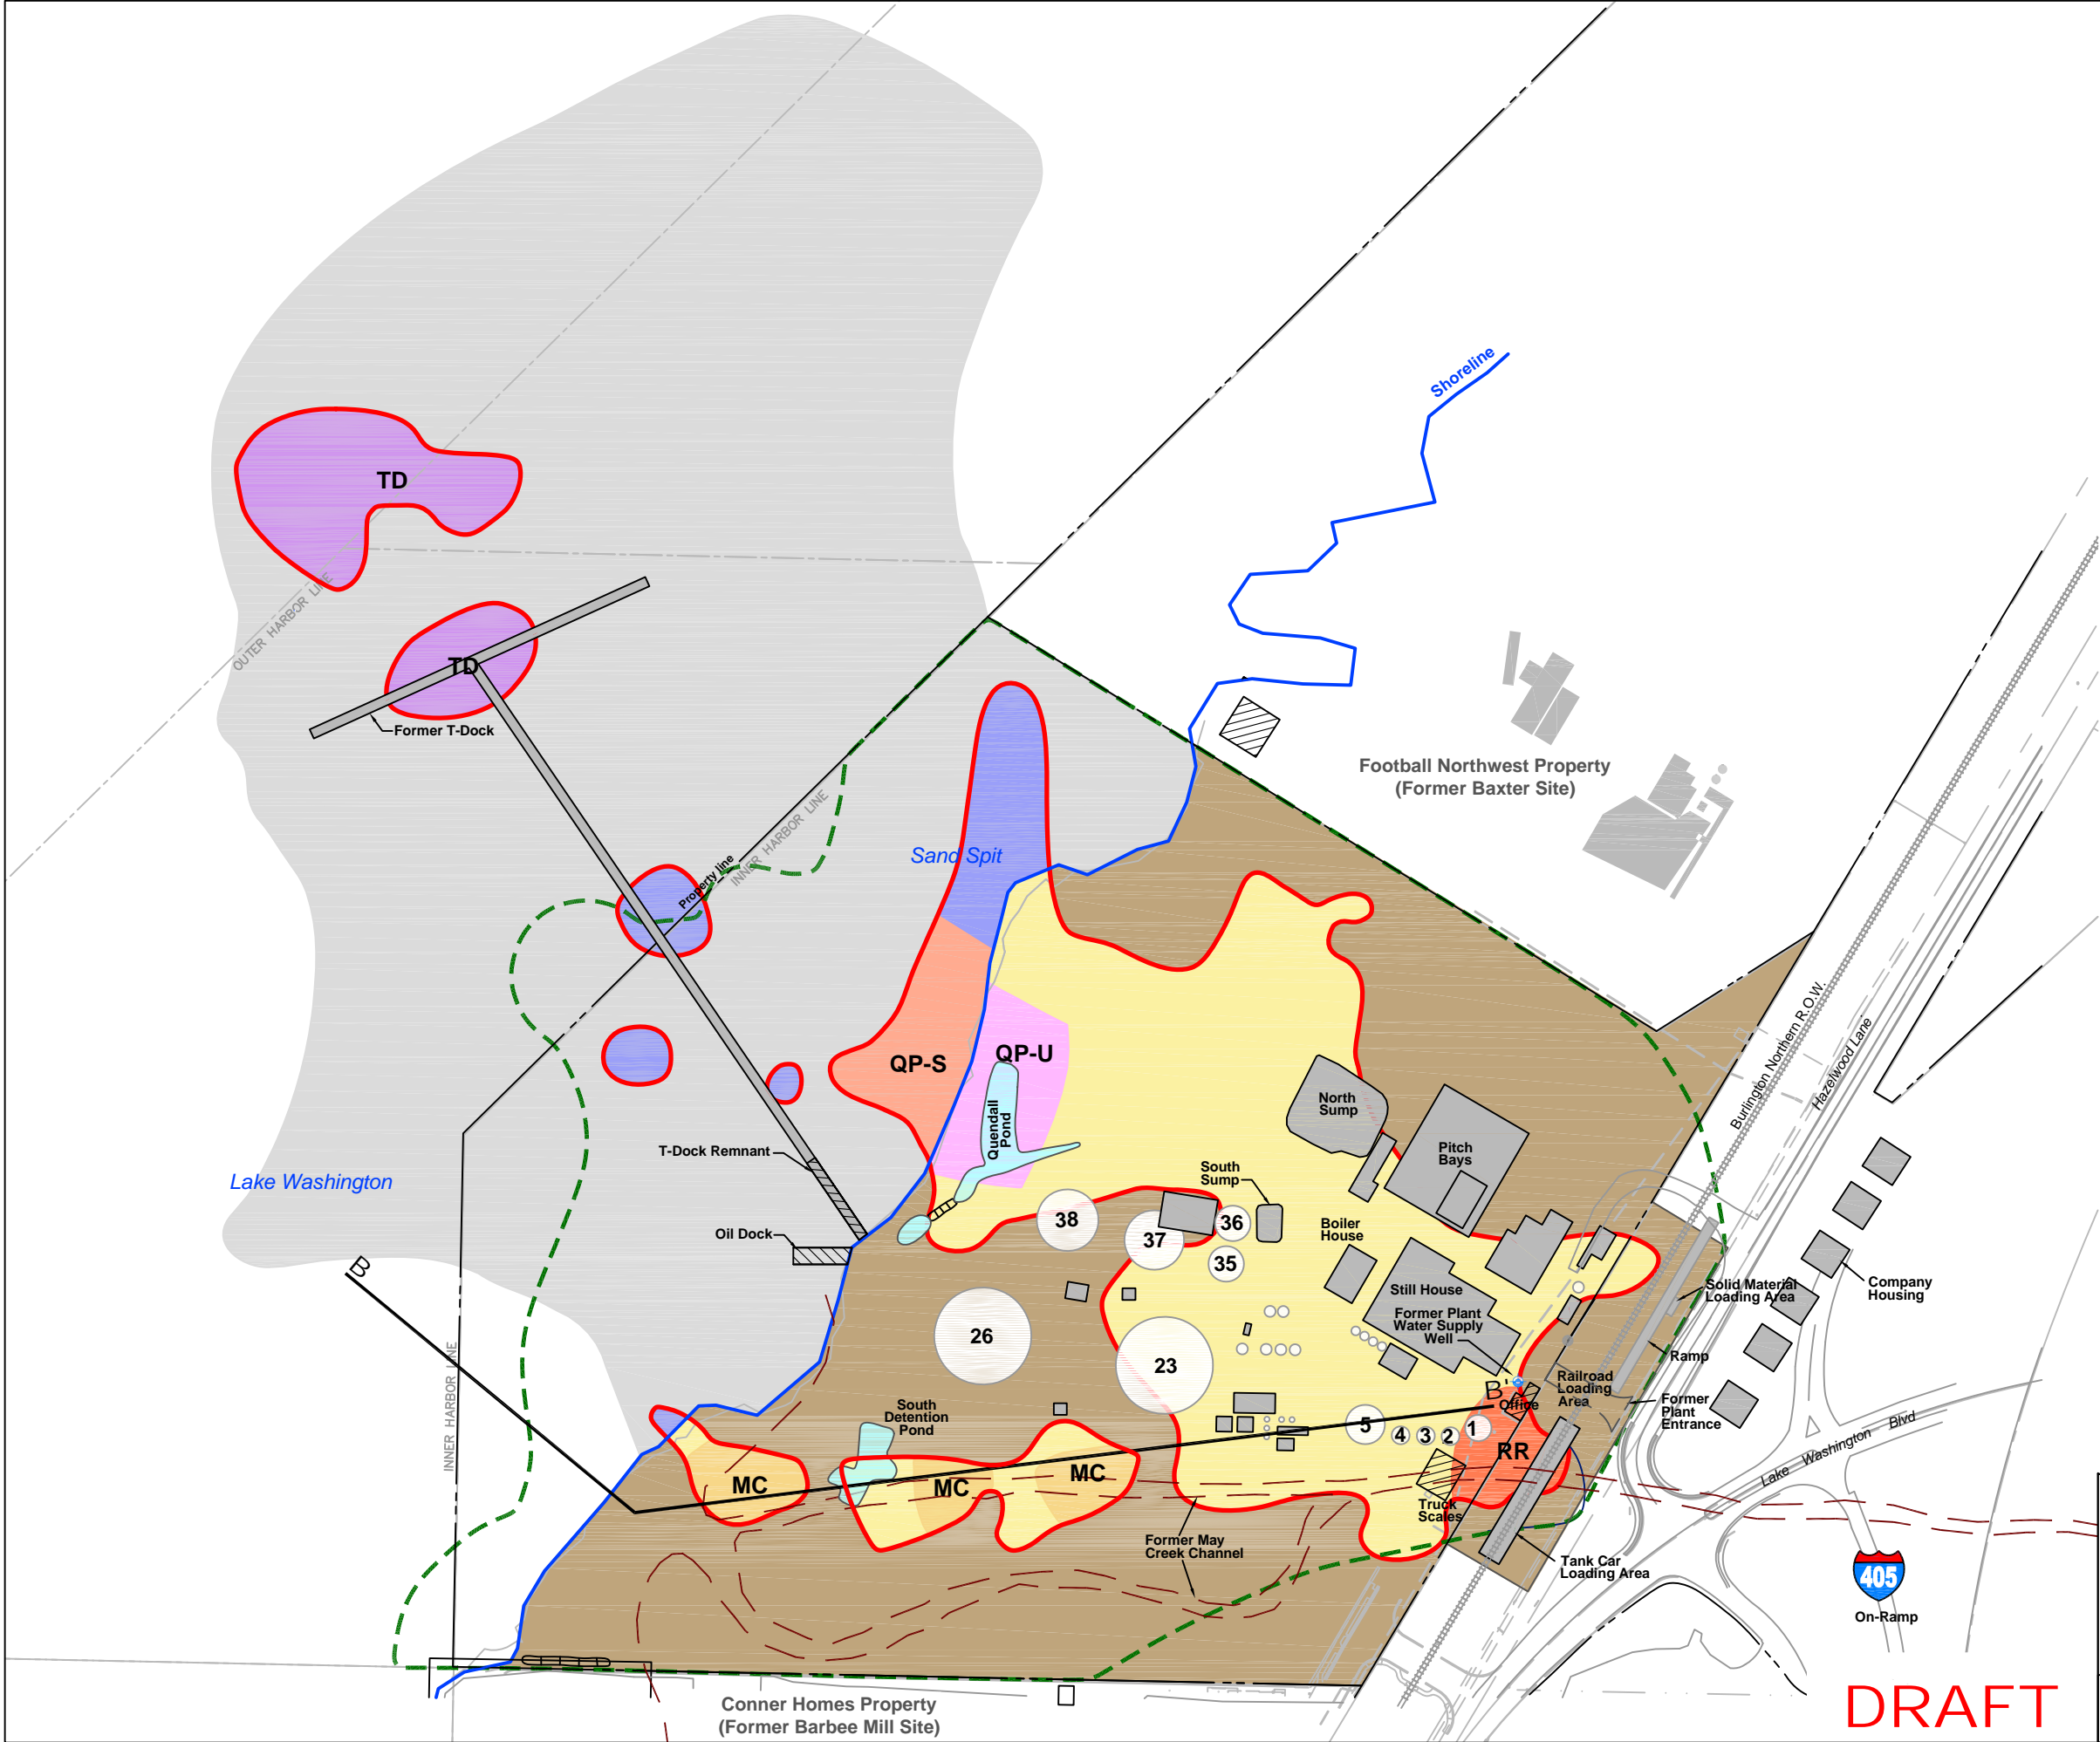 Shoreline
TD
OUTER HARBOR LINE
TD
Former T-Dock
Football Northwest Property
(Former Baxter Site)
Property line
INNER HARBOR LINE
Sand Spit
Burlington Northern R.O.W.
Hazelwood Lane
QP-S
QP-U
Quendall
Pond
North
Sump
Pitch
Bays
T-Dock Remnant
South
Sump
Lake Washington
Oil Dock
38
37
36
35
Boiler
House
Still House
Former Plant
Water Supply
Well
Solid Material
Loading Area
Company
Housing
B
26
23
Ramp
INNER HARBOR LINE
Railroad
Loading
Area
B'
Office
Former
Plant
Entrance
South
Detention
Pond
5
4
3
2
1
RR
Lake Washington Blvd
MC
MC
MC
Truck
Scales
Former May
Creek Channel
Tank Car
Loading Area
405
On-Ramp
Conner Homes Property
(Former Barbee Mill Site)
DRAFT